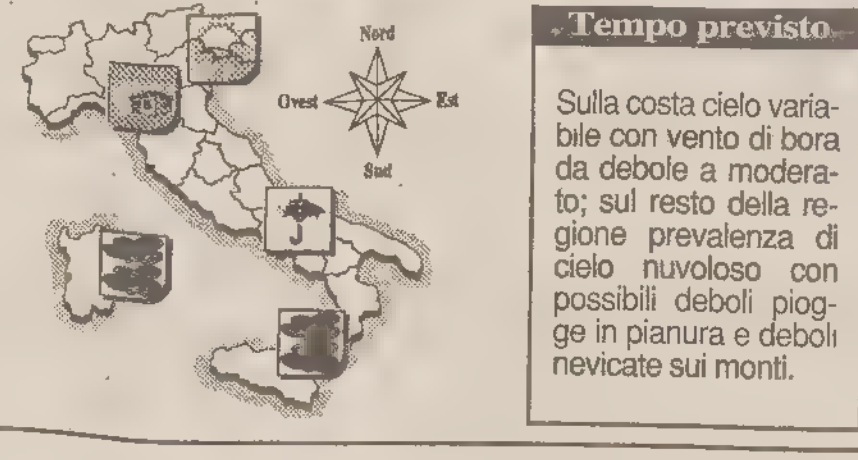 Nord
Ovest
Est
Sud
Tempo previsto
Sulla costa cielo varia-
bile con vento di bora
da debole a modera-
to; sul resto della re-
gione prevalenza di
cielo nuvoloso con
possibili deboli piog-
ge in pianura e deboli
nevicate sui monti.